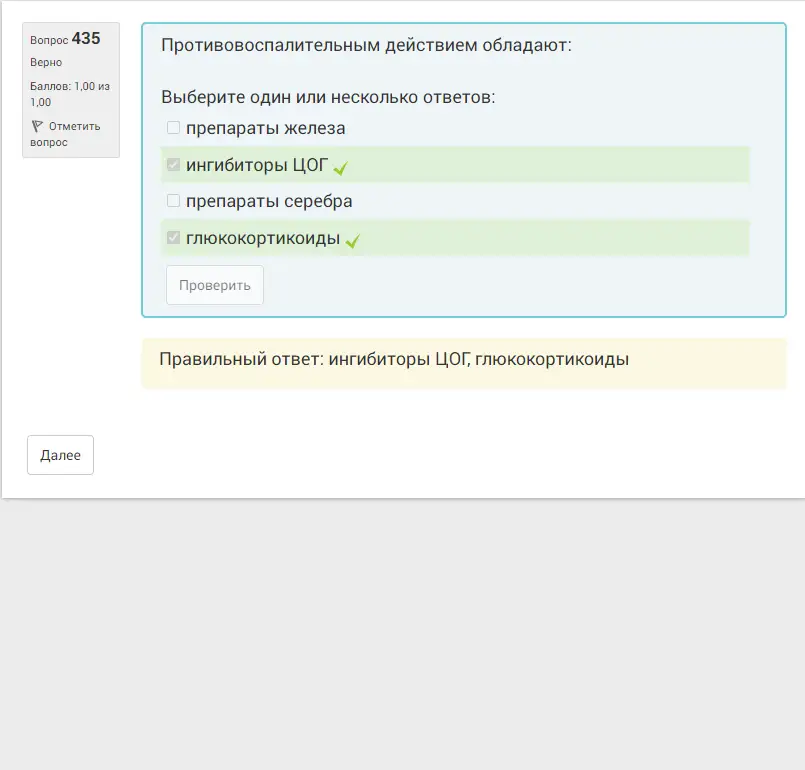 Вопрос 435
Верно
Баллов: 1,00 из
1,00
Отметить
вопрос
Противовоспалительным действием обладают:
Выберите один или несколько ответов:
препараты железа
ингибиторы ЦОГ
препараты серебра
глюкокортикоиды
Проверить
Правильный ответ: ингибиторы ЦОГ, глюкокортикоиды
Далее